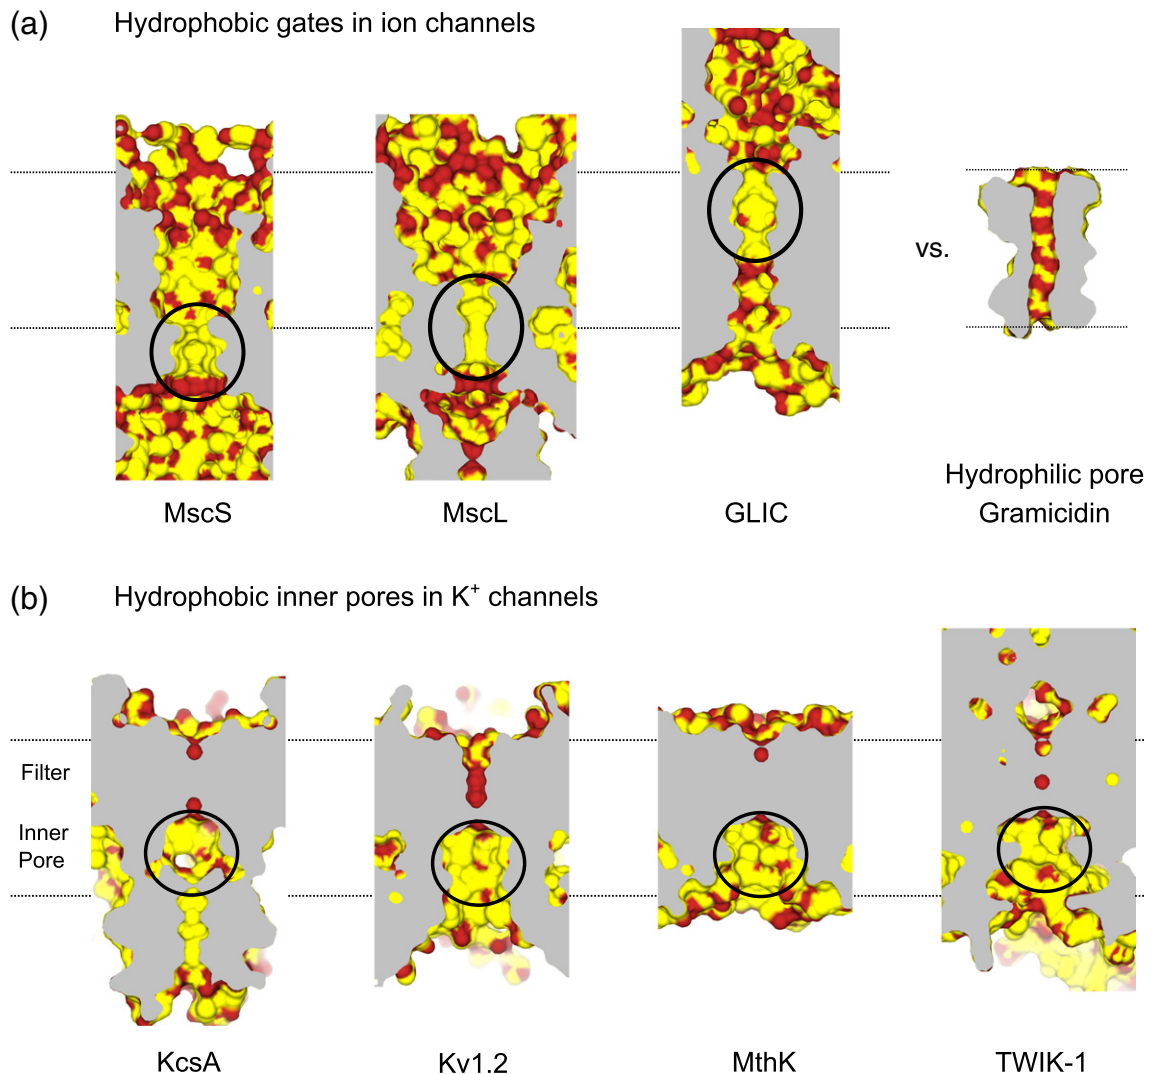 (a) Hydrophobic gates in ion channels
vs.
Hydrophilic pore
MscS MscL GLIC Gramicidin
(b) Hydrophobic inner pores in K⁺ channels
Filter
Inner
Pore
KcsA Kv1.2 MthK TWIK-1